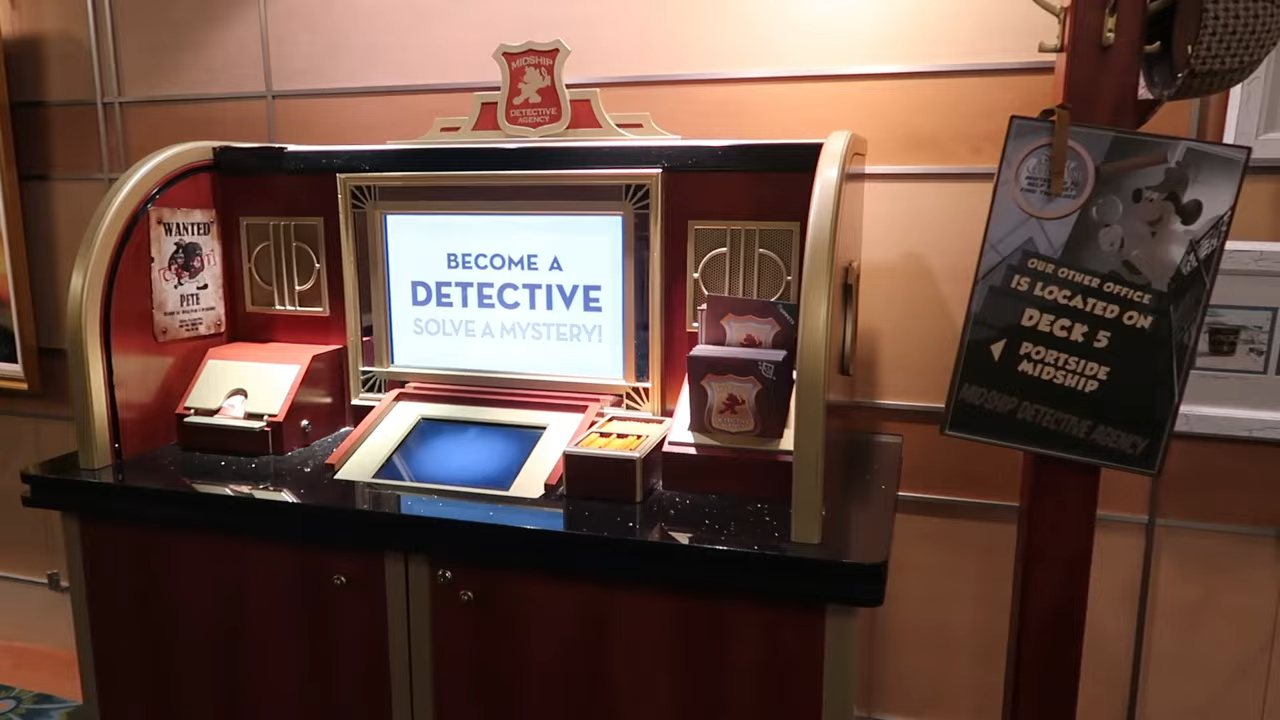 MIDSHIP
DETECTIVE
AGENCY
WANTED
PETE
BECOME A
DETECTIVE
SOLVE A MYSTERY!
OUR OTHER OFFICE
IS LOCATED ON
DECK 5
PORTSIDE
MIDSHIP
MIDSHIP DETECTIVE AGENCY